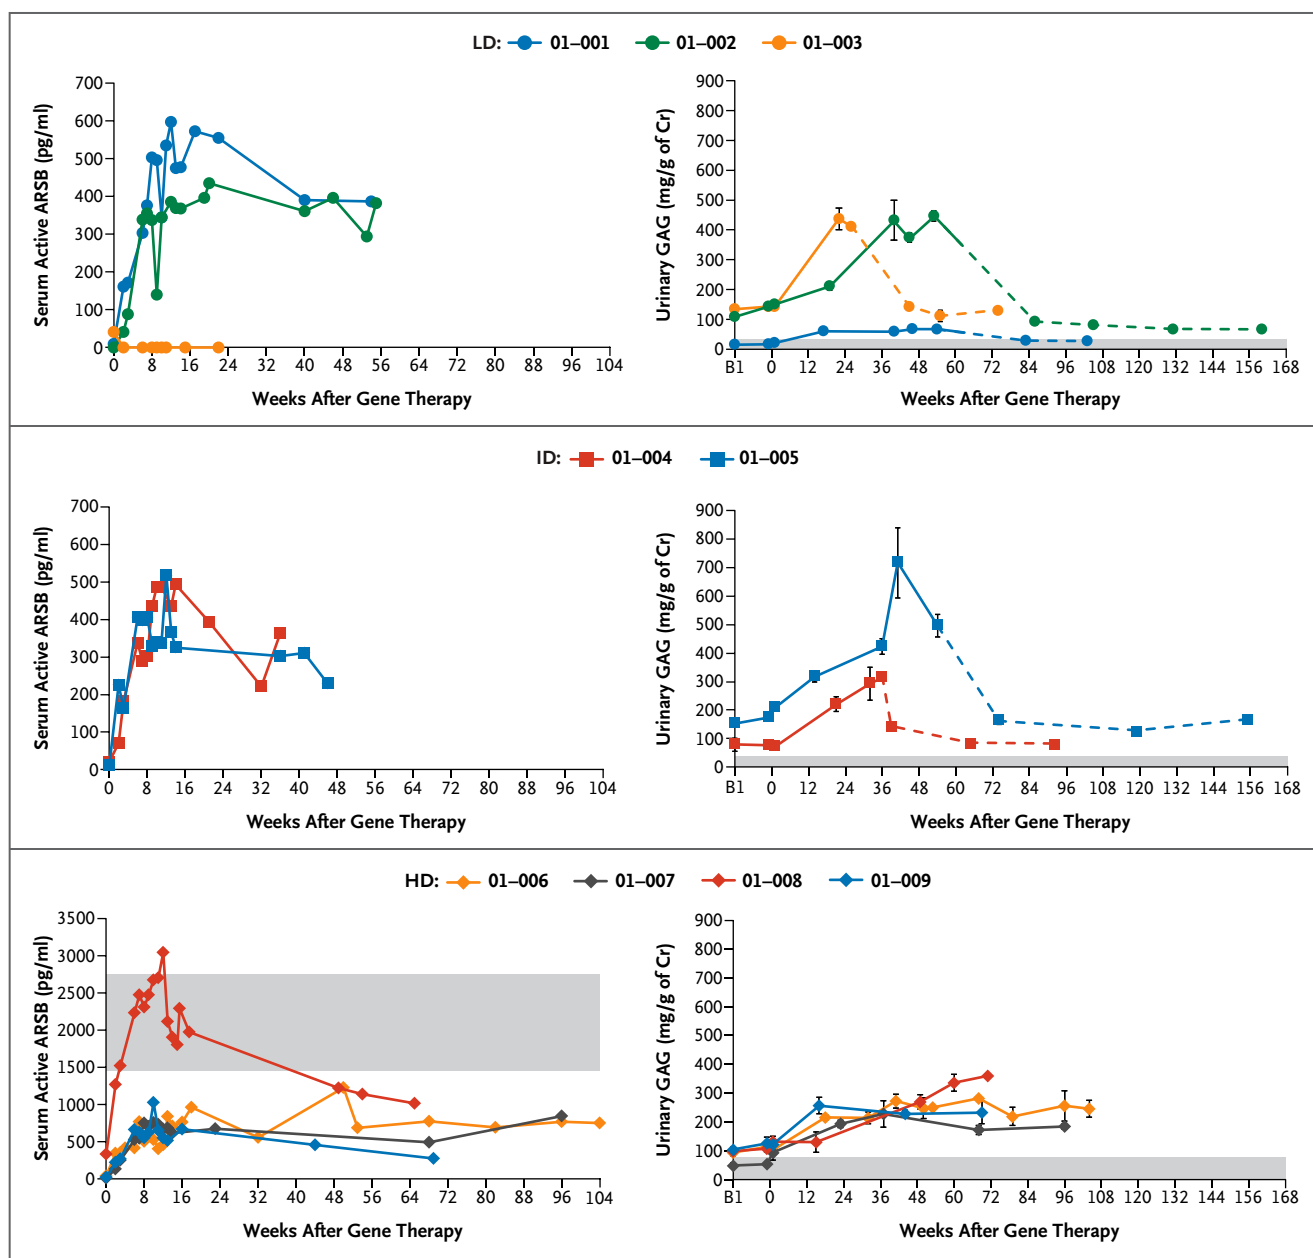 LD: 01–001 01–002 01–003
Serum Active ARSB (pg/ml)
700
600
500
400
300
200
100
0
0 8 16 24 32 40 48 56 64 72 80 88 96 104
Weeks After Gene Therapy
Urinary GAG (mg/g of Cr)
900
800
700
600
500
400
300
200
100
0
B1 0 12 24 36 48 60 72 84 96 108 120 132 144 156 168
Weeks After Gene Therapy
ID: 01–004 01–005
Serum Active ARSB (pg/ml)
700
600
500
400
300
200
100
0
0 8 16 24 32 40 48 56 64 72 80 88 96 104
Weeks After Gene Therapy
Urinary GAG (mg/g of Cr)
900
800
700
600
500
400
300
200
100
0
B1 0 12 24 36 48 60 72 84 96 108 120 132 144 156 168
Weeks After Gene Therapy
HD: 01–006 01–007 01–008 01–009
Serum Active ARSB (pg/ml)
3500
3000
2500
2000
1500
1000
500
0
0 8 16 24 32 40 48 56 64 72 80 88 96 104
Weeks After Gene Therapy
Urinary GAG (mg/g of Cr)
900
800
700
600
500
400
300
200
100
0
B1 0 12 24 36 48 60 72 84 96 108 120 132 144 156 168
Weeks After Gene Therapy